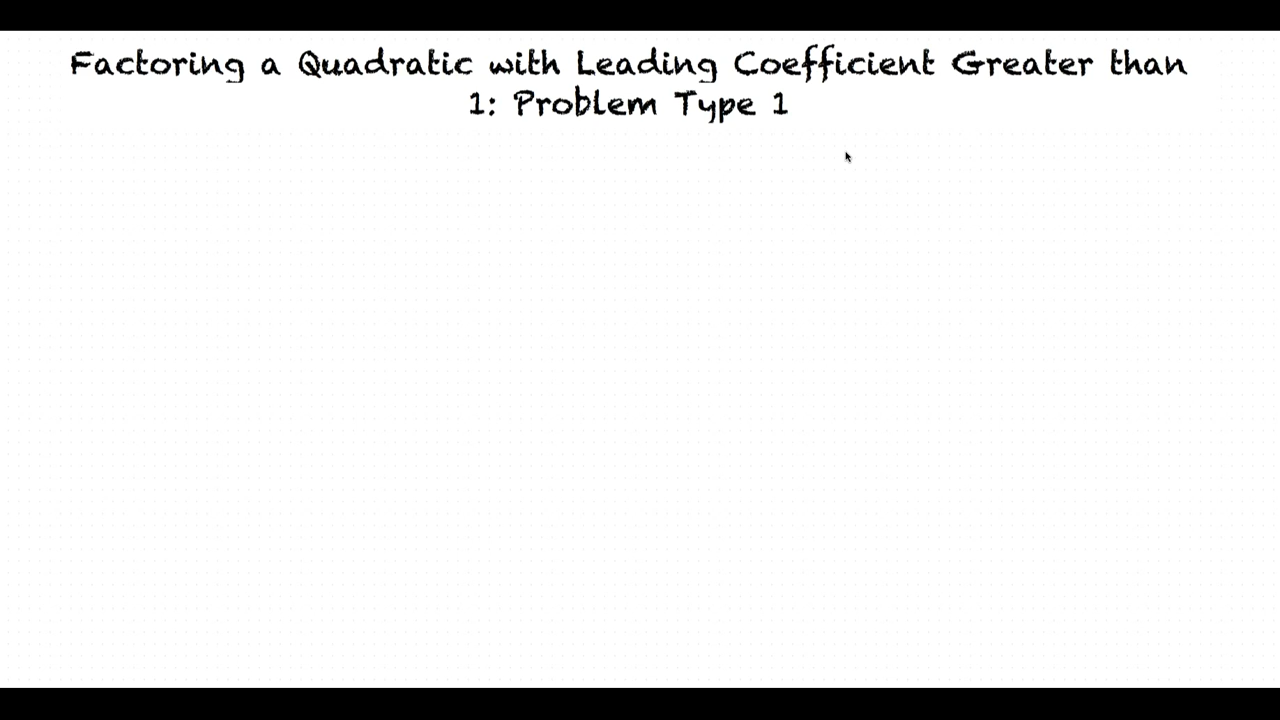 Factoring a Quadratic with Leading Coefficient Greater than
1: Problem Type 1